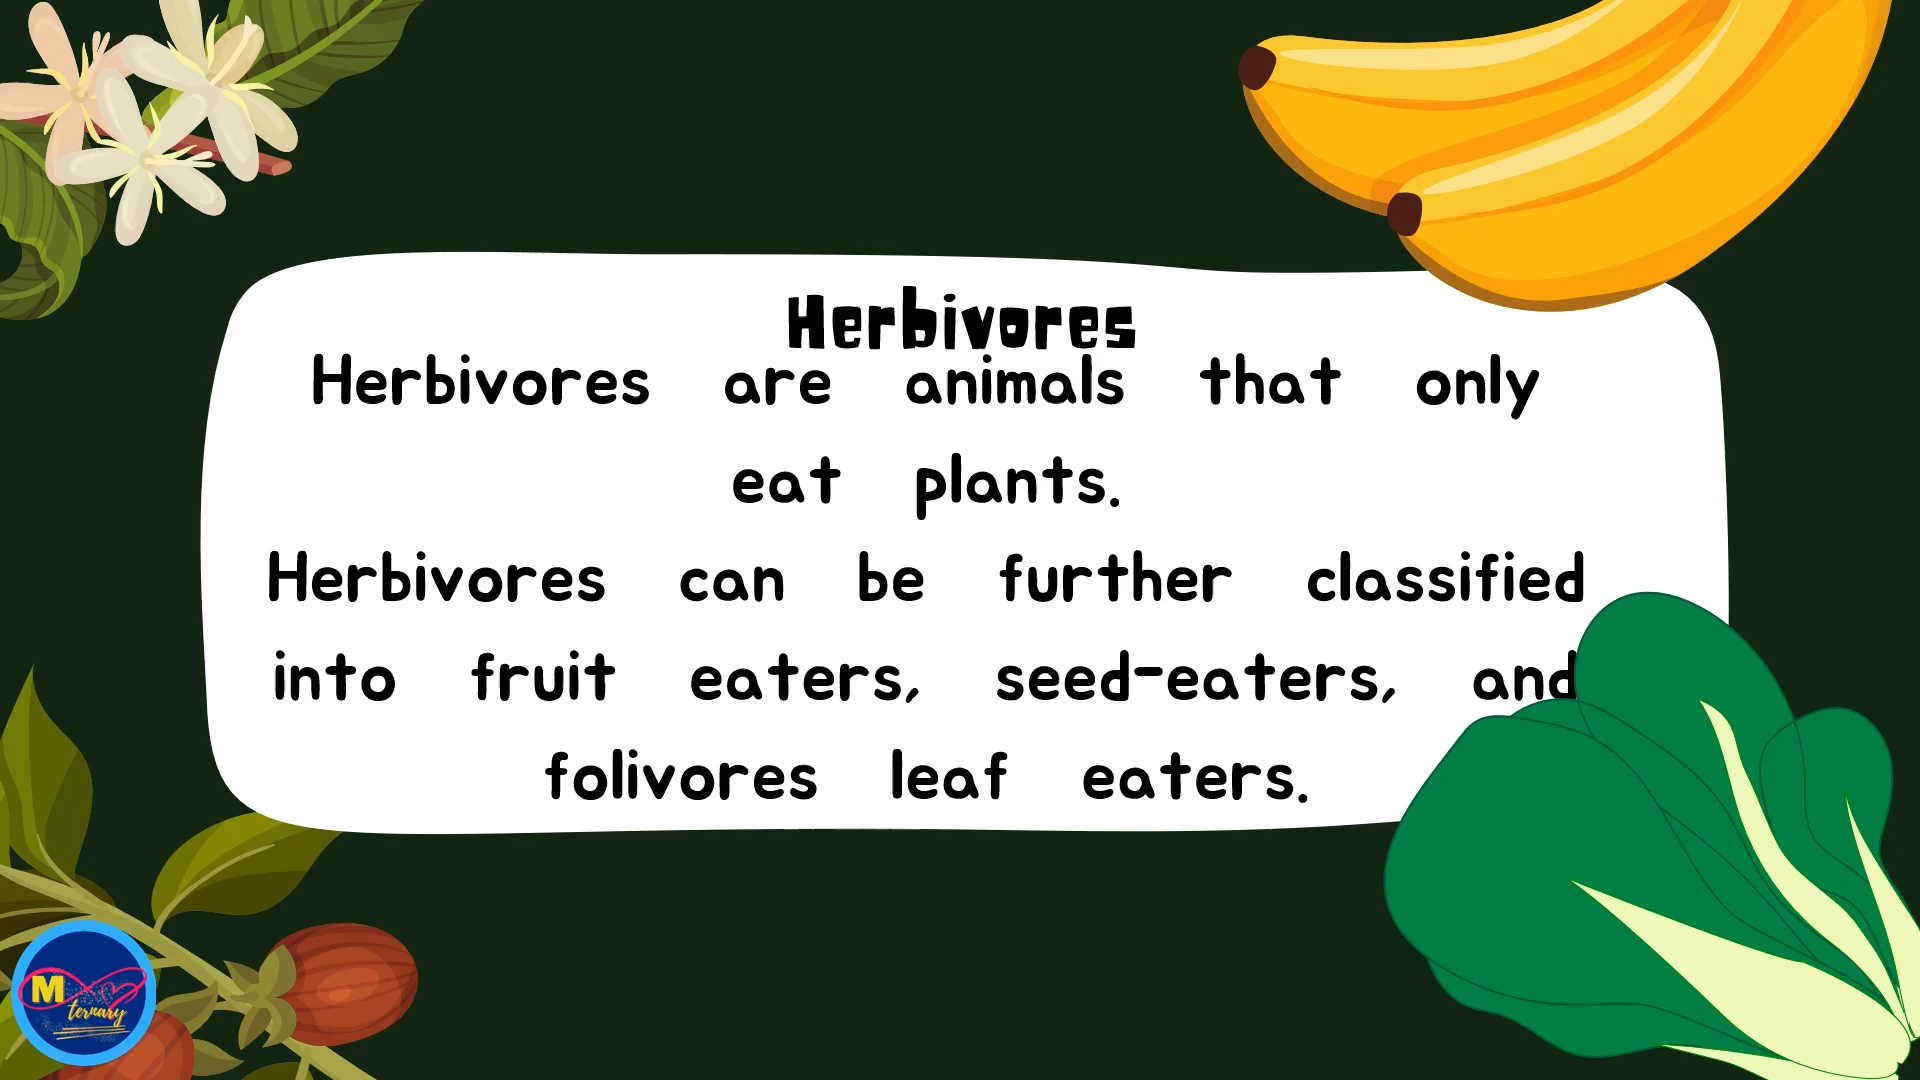 Herbivores
Herbivores are animals that only
eat plants.
Herbivores can be further classified
into fruit eaters, seed-eaters, and
folivores leaf eaters.
M
ternary